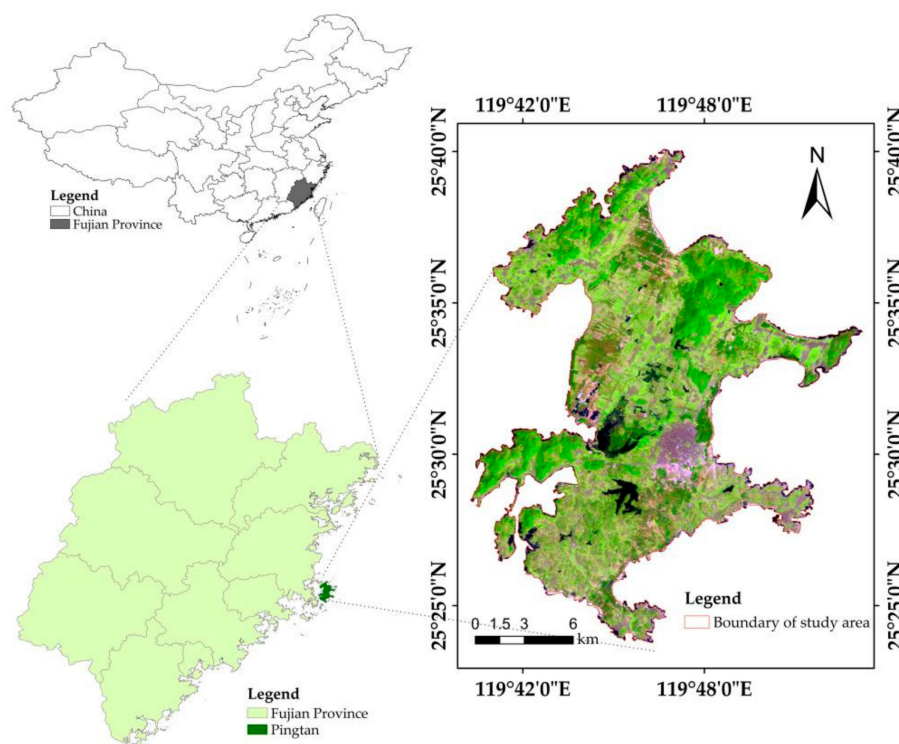 Legend
China
Fujian Province
Legend
Fujian Province
Pingtan
119°42'0"E 119°48'0"E
25°40'0"N 25°40'0"N
N
25°35'0"N 25°35'0"N
25°30'0"N 25°30'0"N
25°25'0"N 25°25'0"N
0 1.5 3 6
km
Legend
Boundary of study area
119°42'0"E 119°48'0"E